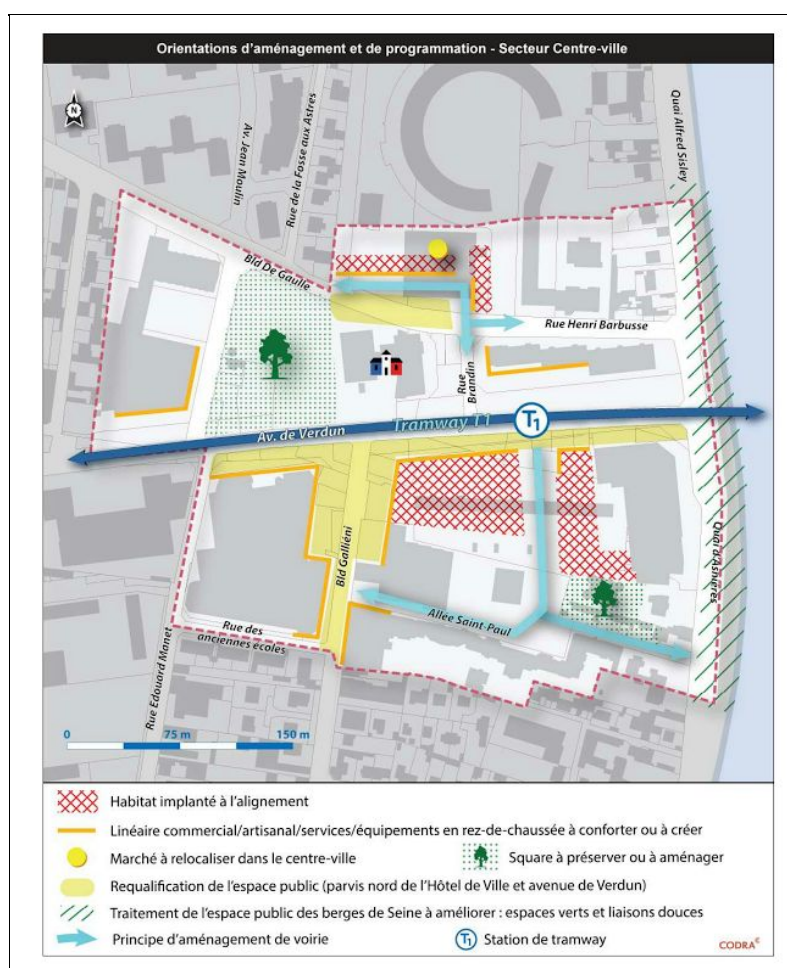 Orientations d'aménagement et de programmation - Secteur Centre-ville
N
Av. Jean Moulin
Rue de la Fosse aux Astres
Quai Alfred Sisley
Bld De Gaulle
Rue Henri Barbusse
Rue Brandin
Av. de Verdun
Tramway T1
T1
Bld Galliéni
Quai d'Asnières
Allée Saint-Paul
Rue des
anciennes écoles
Rue Edouard Manet
0 75 m 150 m
Habitat implanté à l'alignement
Linéaire commercial/artisanal/services/équipements en rez-de-chaussée à conforter ou à créer
Marché à relocaliser dans le centre-ville
Square à préserver ou à aménager
Requalification de l'espace public (parvis nord de l'Hôtel de Ville et avenue de Verdun)
Traitement de l'espace public des berges de Seine à améliorer : espaces verts et liaisons douces
Principe d'aménagement de voirie
T1 Station de tramway
CODRA